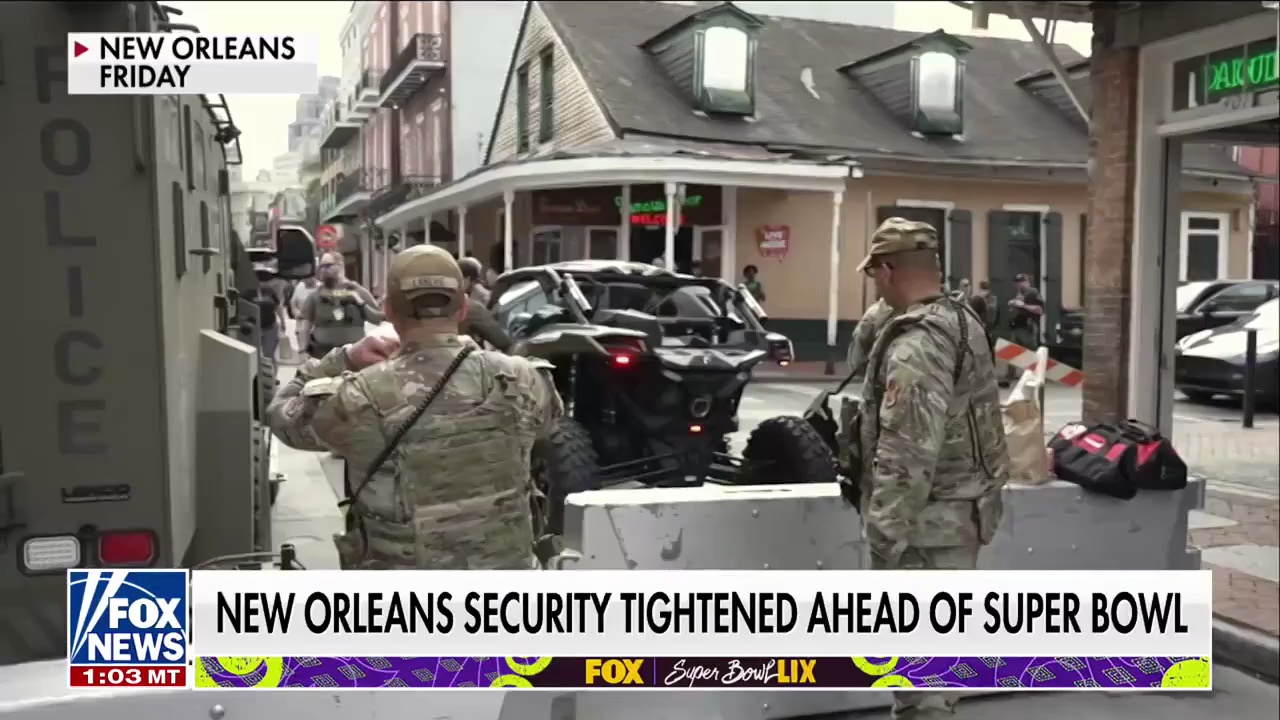 NEW ORLEANS
FRIDAY
POLICE
LENCO
WELCOME
NEW ORLEANS SECURITY TIGHTENED AHEAD OF SUPER BOWL
FOX
NEWS
1:03 MT
FOX
Super Bowl LIX